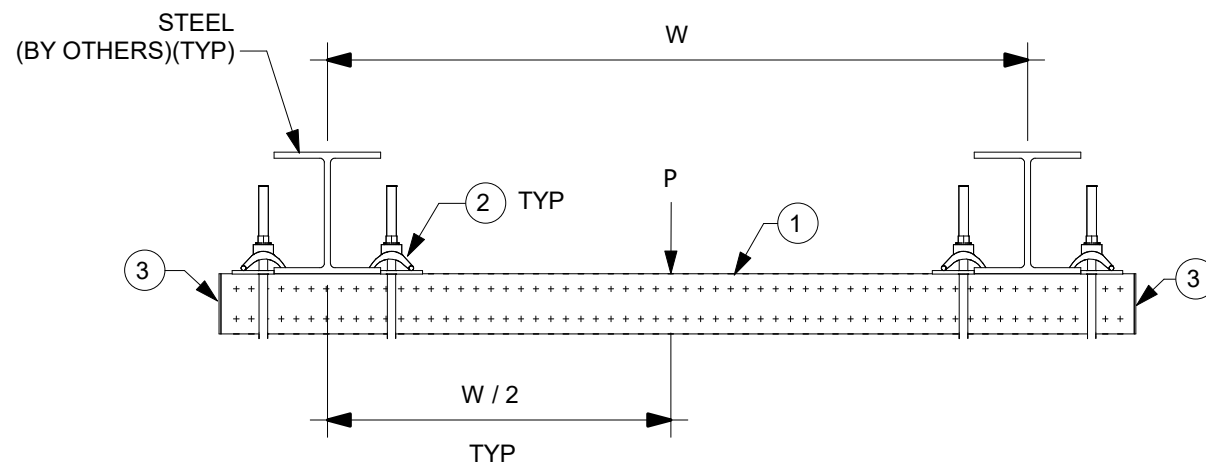 STEEL
(BY OTHERS)(TYP)
W
P
2 TYP
1
3
3
W / 2
TYP